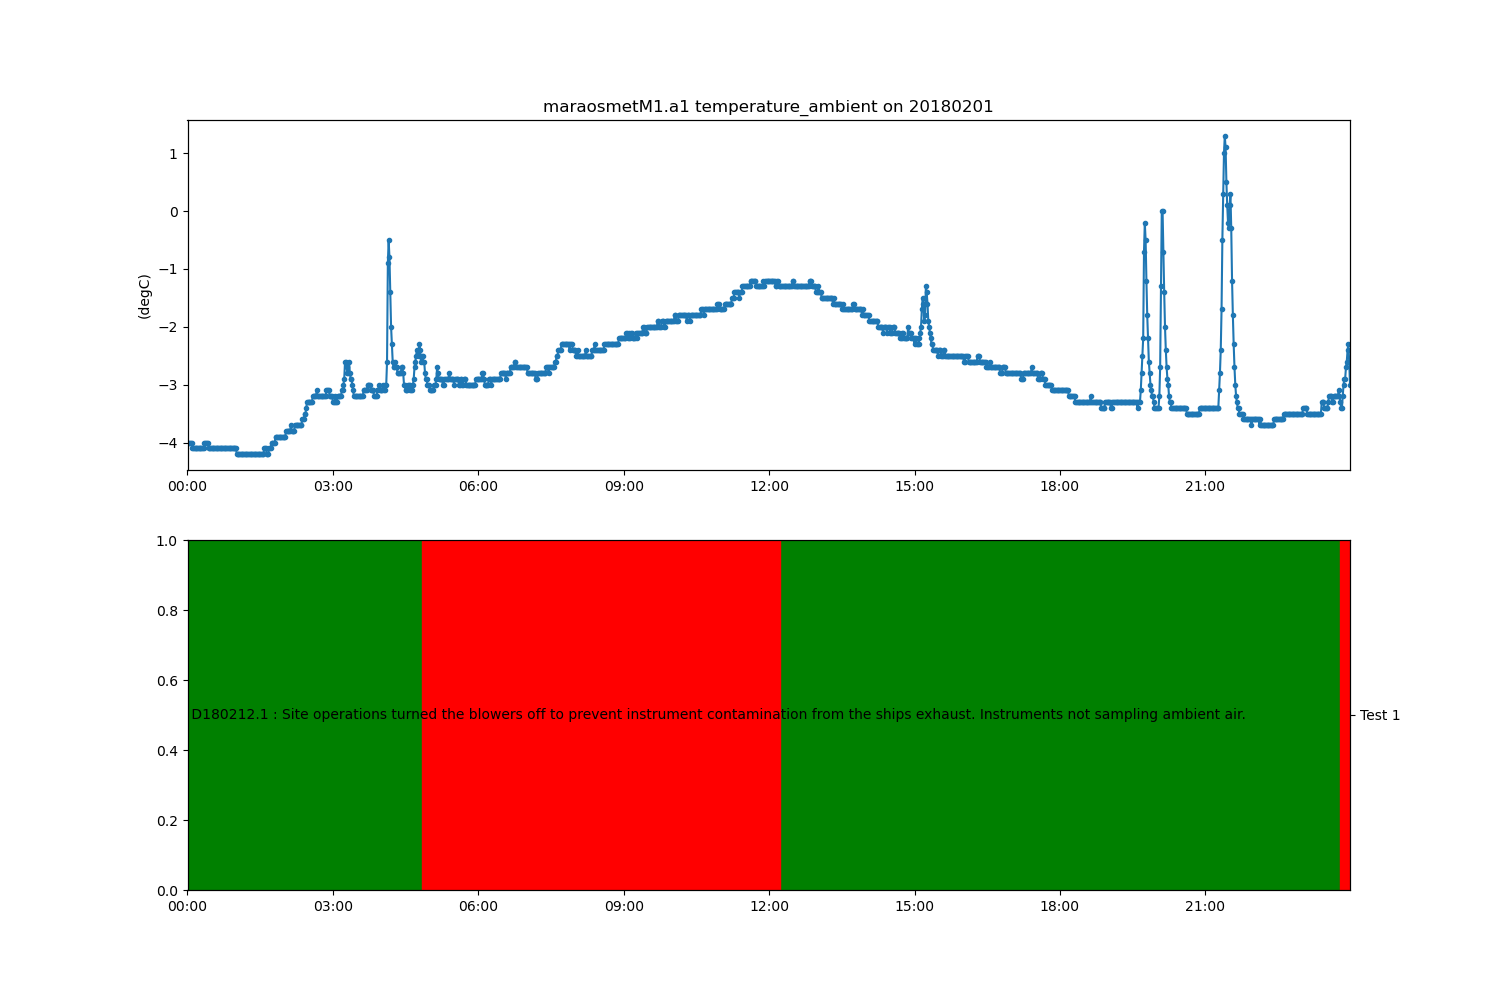 maraosmetM1.a1 temperature_ambient on 20180201
1
0
−1
−2
−3
−4
(degC)
00:00 03:00 06:00 09:00 12:00 15:00 18:00 21:00
1.0
0.8
0.6
D180212.1 : Site operations turned the blowers off to prevent instrument contamination from the ships exhaust. Instruments not sampling ambient air.
Test 1
0.4
0.2
0.0
00:00 03:00 06:00 09:00 12:00 15:00 18:00 21:00